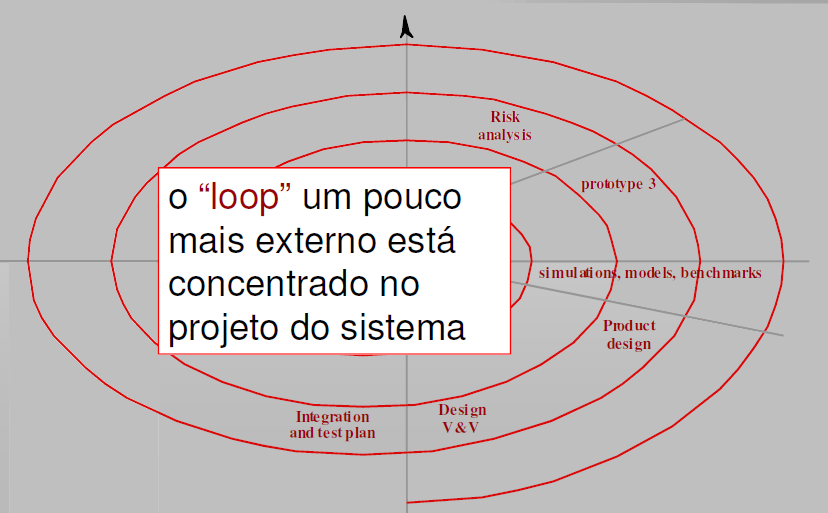 Risk
analysis
prototype 3
o “loop” um pouco
mais externo está
concentrado no
projeto do sistema
simulations, models, benchmarks
Product
design
Integration
and test plan
Design
V&V